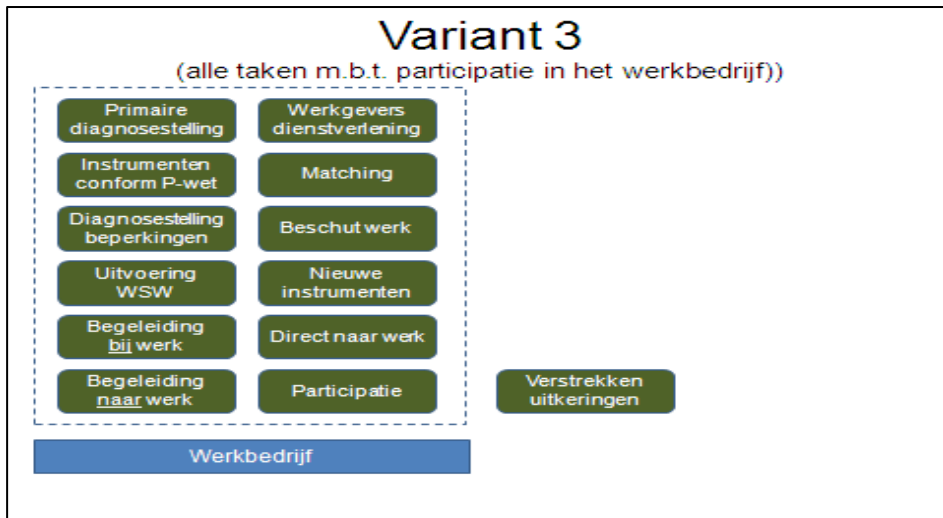 Variant 3
(alle taken m.b.t. participatie in het werkbedrijf))
Primaire
diagnosestelling
Werkgevers
dienstverlening
Instrumenten
conform P-wet
Matching
Diagnosestelling
beperkingen
Beschut werk
Uitvoering
WSW
Nieuwe
instrumenten
Begeleiding
bij werk
Direct naar werk
Begeleiding
naar werk
Participatie
Verstrekken
uitkeringen
Werkbedrijf